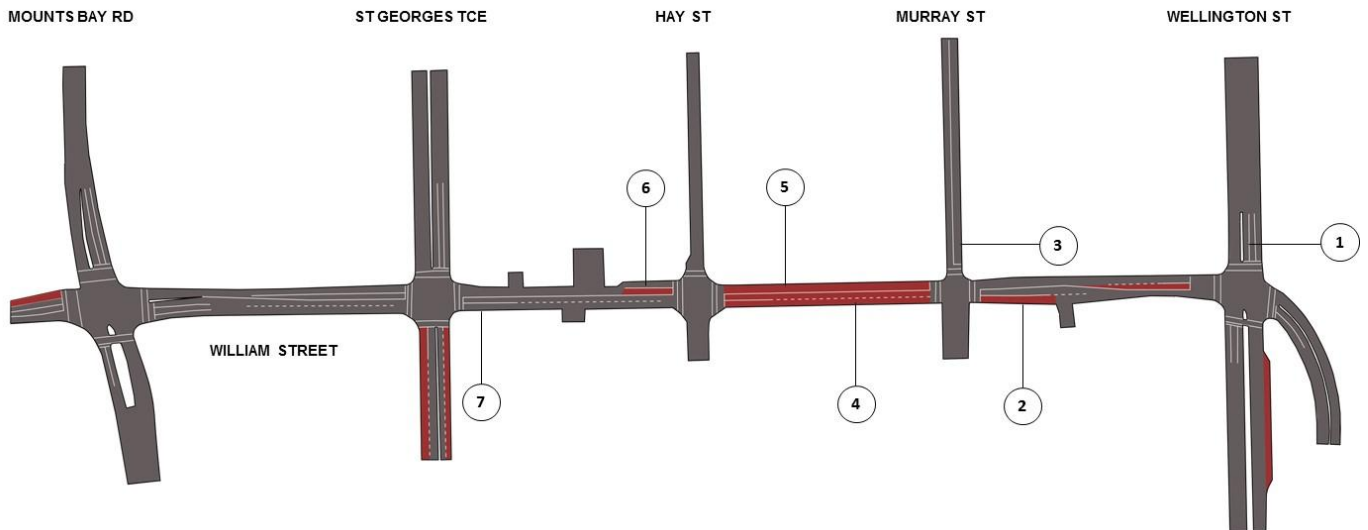 MOUNTS BAY RD
ST GEORGES TCE
HAY ST
MURRAY ST
WELLINGTON ST
6
5
3
1
WILLIAM STREET
7
4
2